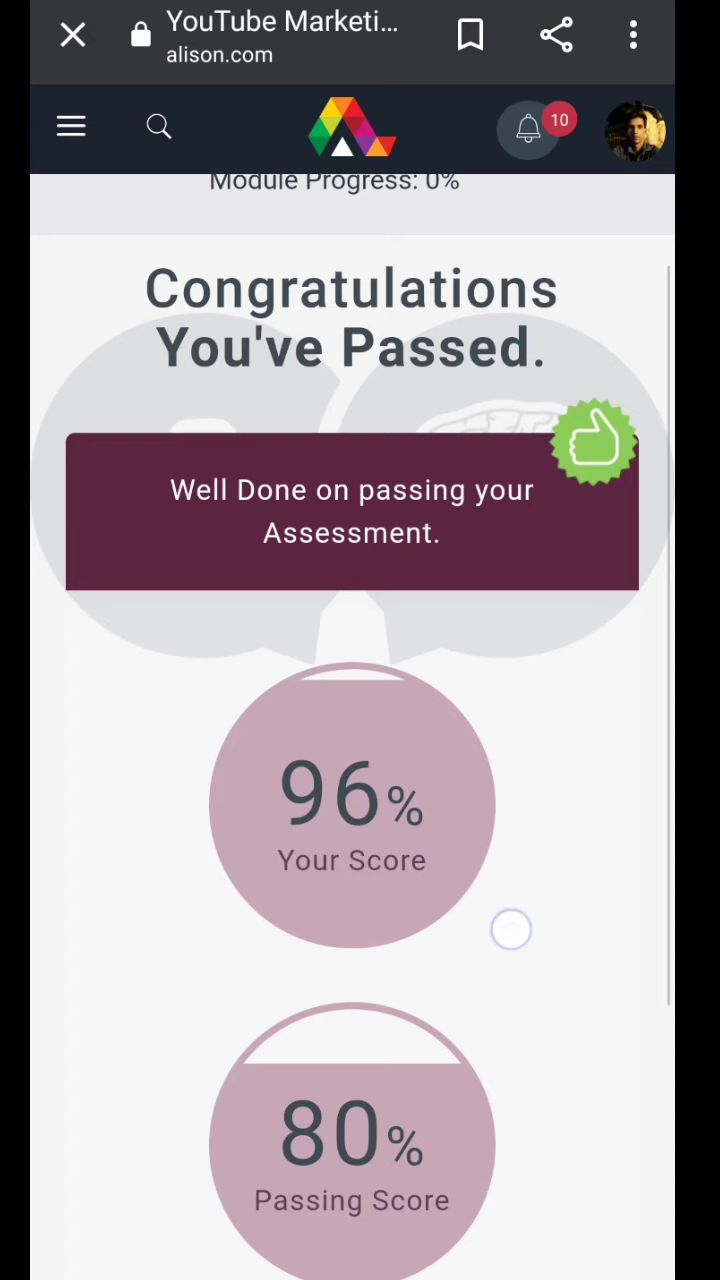 YouTube Marketi...
alison.com
10
Module Progress: 0%
Congratulations
You've Passed.
Well Done on passing your
Assessment.
96%
Your Score
80%
Passing Score